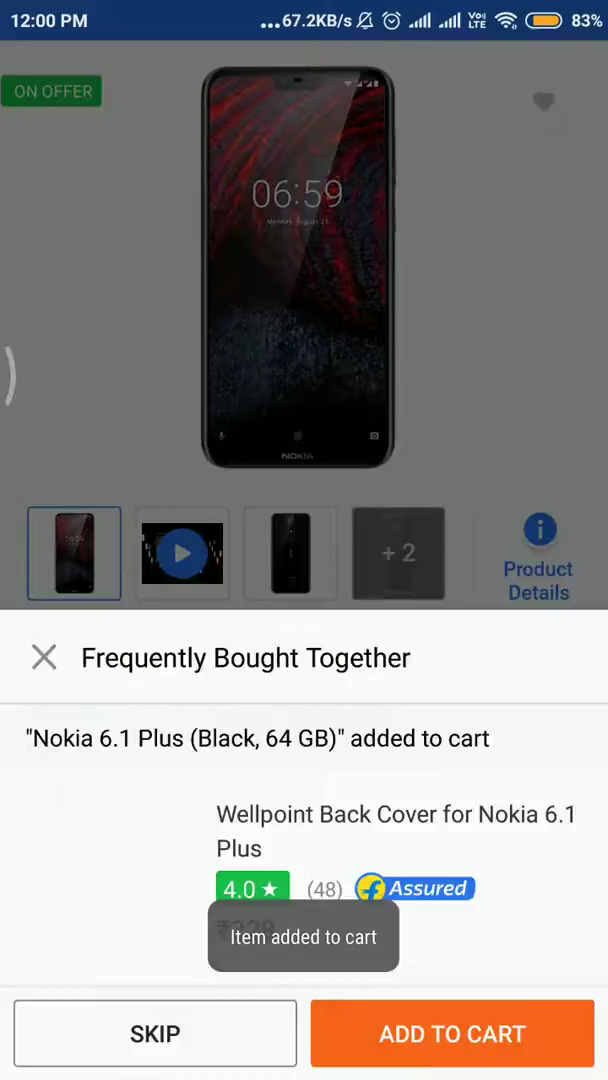 12:00 PM
...67.2KB/s
Vo)
LTE
83%
ON OFFER
06:59
NOKIA
+ 2
Product
Details
Frequently Bought Together
"Nokia 6.1 Plus (Black, 64 GB)" added to cart
Wellpoint Back Cover for Nokia 6.1
Plus
4.0 ★ (48) Assured
Item added to cart
SKIP
ADD TO CART